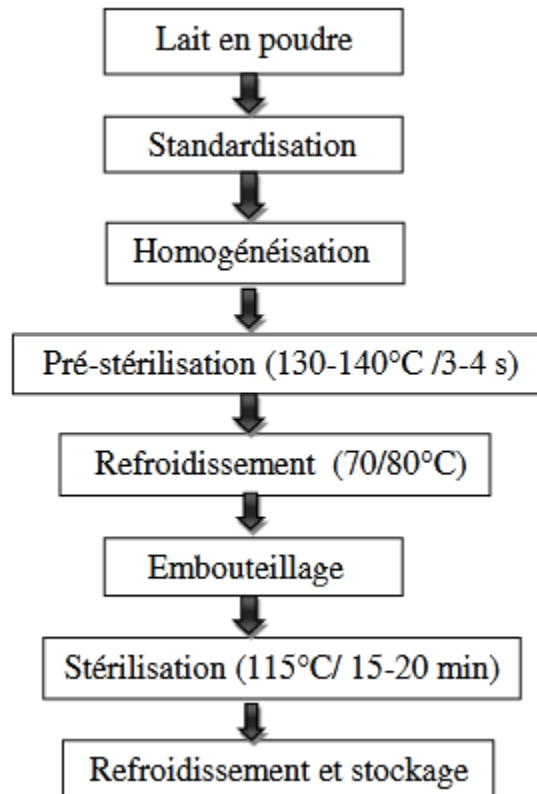 Lait en poudre
Standardisation
Homogénéisation
Pré-stérilisation (130-140°C /3-4 s)
Refroidissement (70/80°C)
Embouteillage
Stérilisation (115°C/ 15-20 min)
Refroidissement et stockage